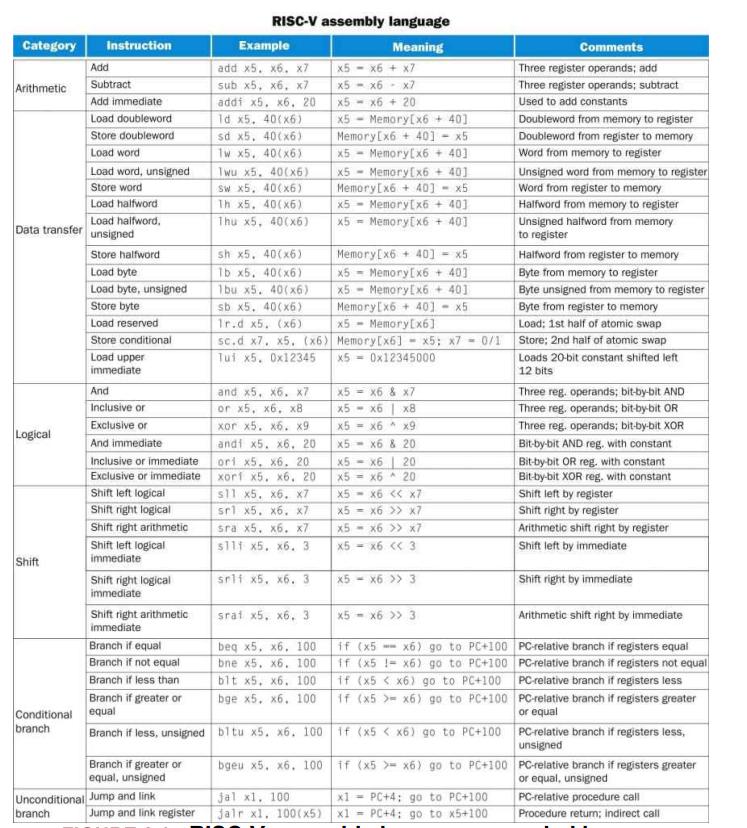 RISC-V assembly language
Category Instruction Example Meaning Comments
Arithmetic
Add add x5, x6, x7 x5 = x6 + x7 Three register operands; add
Subtract sub x5, x6, x7 x5 = x6 - x7 Three register operands; subtract
Add immediate addi x5, x6, 20 x5 = x6 + 20 Used to add constants
Data transfer
Load doubleword ld x5, 40(x6) x5 = Memory[x6 + 40] Doubleword from memory to register
Store doubleword sd x5, 40(x6) Memory[x6 + 40] = x5 Doubleword from register to memory
Load word lw x5, 40(x6) x5 = Memory[x6 + 40] Word from memory to register
Load word, unsigned lwu x5, 40(x6) x5 = Memory[x6 + 40] Unsigned word from memory to register
Store word sw x5, 40(x6) Memory[x6 + 40] = x5 Word from register to memory
Load halfword lh x5, 40(x6) x5 = Memory[x6 + 40] Halfword from memory to register
Load halfword, lhu x5, 40(x6) x5 = Memory[x6 + 40] Unsigned halfword from memory
unsigned to register
Store halfword sh x5, 40(x6) Memory[x6 + 40] = x5 Halfword from register to memory
Load byte lb x5, 40(x6) x5 = Memory[x6 + 40] Byte from memory to register
Load byte, unsigned lbu x5, 40(x6) x5 = Memory[x6 + 40] Byte unsigned from memory to register
Store byte sb x5, 40(x6) Memory[x6 + 40] = x5 Byte from register to memory
Load reserved lr.d x5, (x6) x5 = Memory[x6] Load; 1st half of atomic swap
Store conditional sc.d x7, x5, (x6) Memory[x6] = x5; x7 = 0/1 Store; 2nd half of atomic swap
Load upper lui x5, 0x12345 x5 = 0x12345000 Loads 20-bit constant shifted left
immediate 12 bits
Logical
And and x5, x6, x7 x5 = x6 & x7 Three reg. operands; bit-by-bit AND
Inclusive or or x5, x6, x8 x5 = x6 | x8 Three reg. operands; bit-by-bit OR
Exclusive or xor x5, x6, x9 x5 = x6 ^ x9 Three reg. operands; bit-by-bit XOR
And immediate andi x5, x6, 20 x5 = x6 & 20 Bit-by-bit AND reg. with constant
Inclusive or immediate ori x5, x6, 20 x5 = x6 | 20 Bit-by-bit OR reg. with constant
Exclusive or immediate xori x5, x6, 20 x5 = x6 ^ 20 Bit-by-bit XOR reg. with constant
Shift
Shift left logical sll x5, x6, x7 x5 = x6 << x7 Shift left by register
Shift right logical srl x5, x6, x7 x5 = x6 >> x7 Shift right by register
Shift right arithmetic sra x5, x6, x7 x5 = x6 >> x7 Arithmetic shift right by register
Shift left logical slli x5, x6, 3 x5 = x6 << 3 Shift left by immediate
immediate
Shift right logical srli x5, x6, 3 x5 = x6 >> 3 Shift right by immediate
immediate
Shift right arithmetic srai x5, x6, 3 x5 = x6 >> 3 Arithmetic shift right by immediate
immediate
Conditional
branch
Branch if equal beq x5, x6, 100 if (x5 == x6) go to PC+100 PC-relative branch if registers equal
Branch if not equal bne x5, x6, 100 if (x5 != x6) go to PC+100 PC-relative branch if registers not equal
Branch if less than blt x5, x6, 100 if (x5 < x6) go to PC+100 PC-relative branch if registers less
Branch if greater or bge x5, x6, 100 if (x5 >= x6) go to PC+100 PC-relative branch if registers greater
equal or equal
Branch if less, unsigned bltu x5, x6, 100 if (x5 < x6) go to PC+100 PC-relative branch if registers less,
unsigned
Branch if greater or bgeu x5, x6, 100 if (x5 >= x6) go to PC+100 PC-relative branch if registers greater
equal, unsigned or equal, unsigned
Unconditional
branch
Jump and link jal x1, 100 x1 = PC+4; go to PC+100 PC-relative procedure call
Jump and link register jalr x1, 100(x5) x1 = PC+4; go to x5+100 Procedure return; indirect call